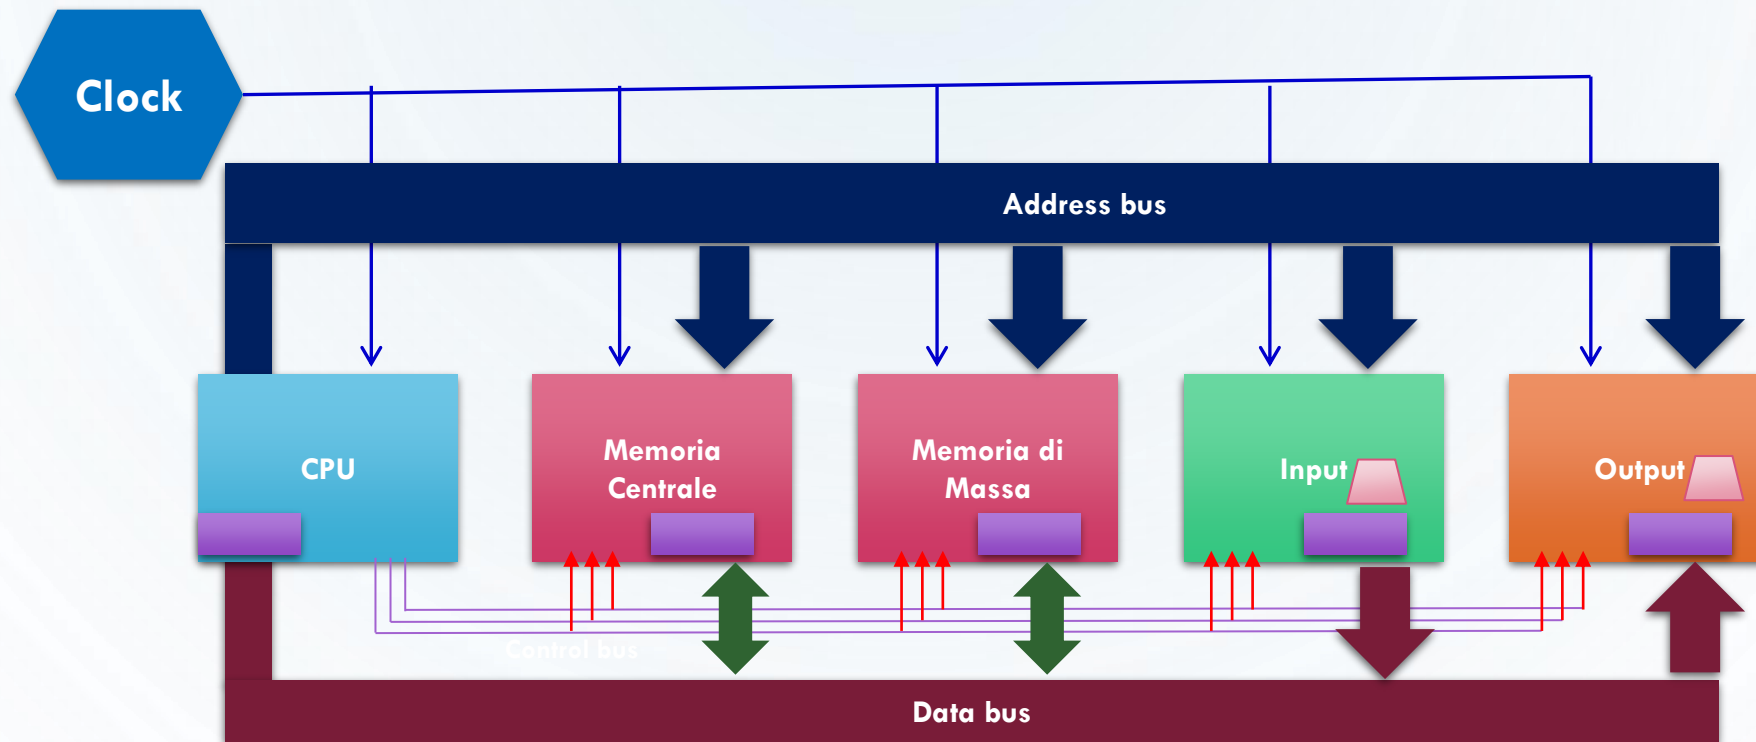 Clock
Address bus
CPU
Memoria
Centrale
Memoria di
Massa
Input
Output
Control bus
Data bus